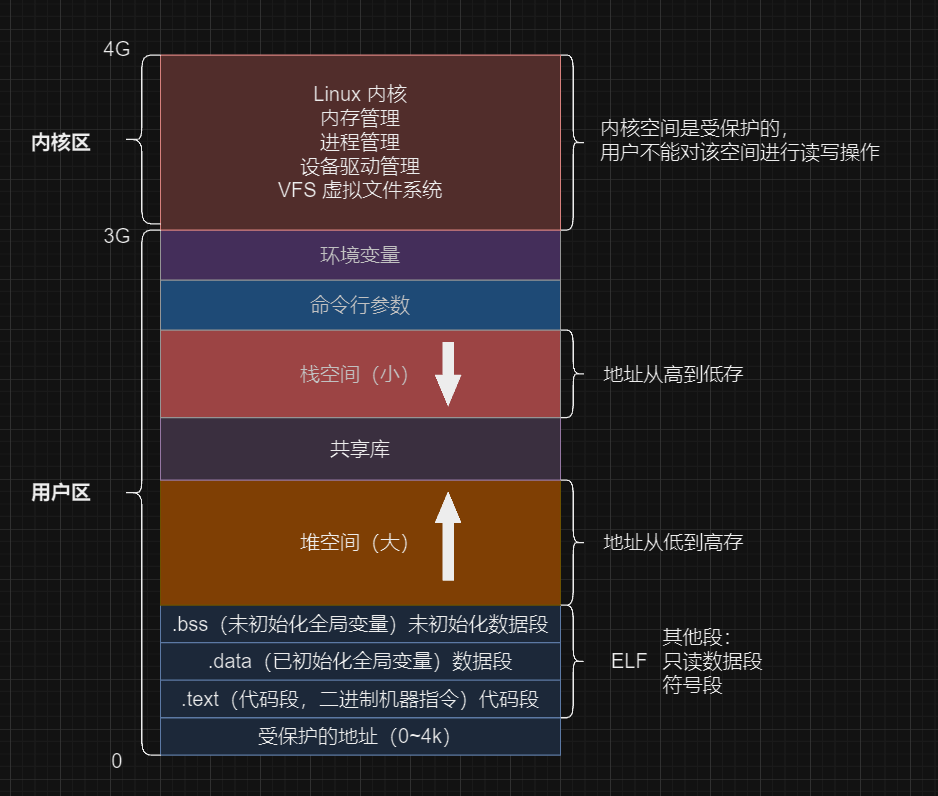 4G
内核区
Linux 内核
内存管理
进程管理
设备驱动管理
VFS 虚拟文件系统
内核空间是受保护的，
用户不能对该空间进行读写操作
3G
环境变量
命令行参数
栈空间（小）
地址从高到低存
共享库
用户区
堆空间（大）
地址从低到高存
.bss（未初始化全局变量）未初始化数据段
.data（已初始化全局变量）数据段
.text（代码段，二进制机器指令）代码段
ELF
其他段：
只读数据段
符号段
受保护的地址（0~4k）
0